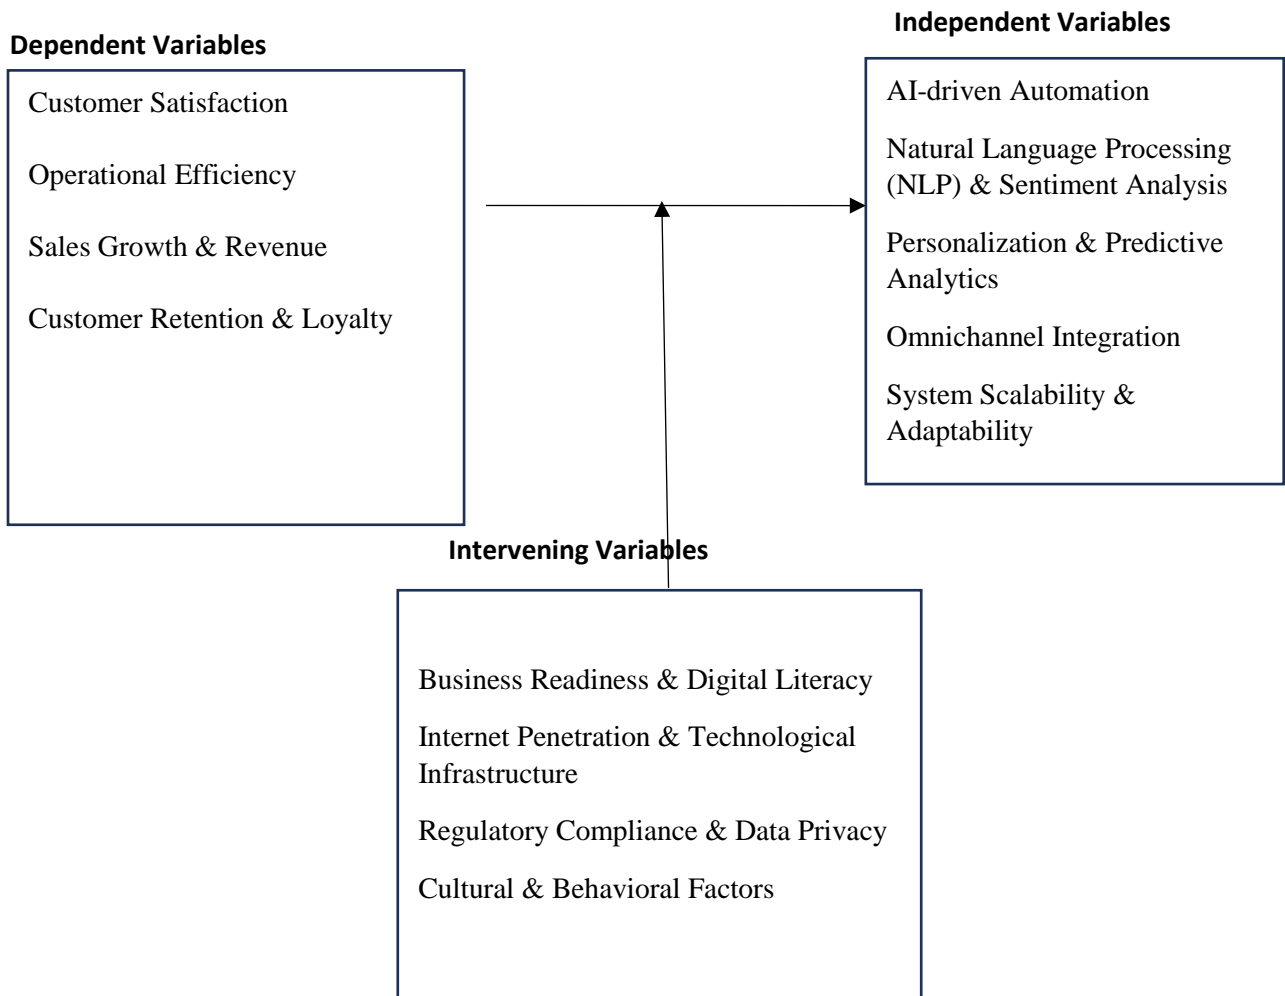 Dependent Variables
Customer Satisfaction
Operational Efficiency
Sales Growth & Revenue
Customer Retention & Loyalty
Independent Variables
AI-driven Automation
Natural Language Processing
(NLP) & Sentiment Analysis
Personalization & Predictive
Analytics
Omnichannel Integration
System Scalability &
Adaptability
Intervening Variables
Business Readiness & Digital Literacy
Internet Penetration & Technological
Infrastructure
Regulatory Compliance & Data Privacy
Cultural & Behavioral Factors